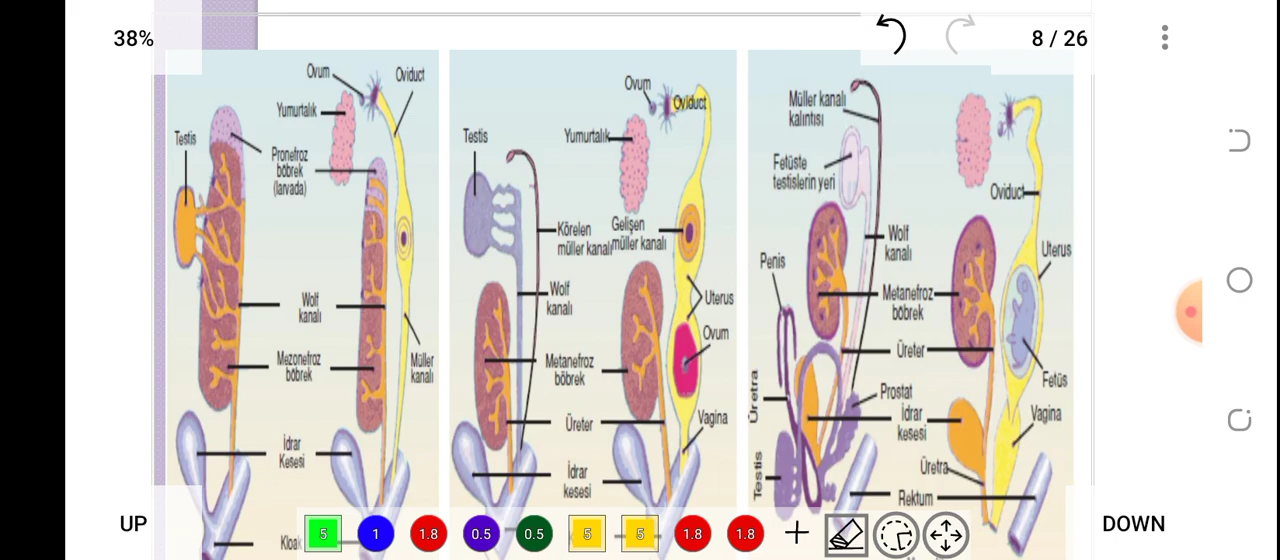 38%
8 / 26
Ovum
Oviduct
Yumurtalık
Testis
Pronefroz
böbrek
(larvada)
Wolf
kanalı
Mezonefroz
böbrek
Müller
kanalı
İdrar
Kesesi
Kloak
Ovum
Oviduct
Testis
Yumurtalık
Körelen
müller kanalı
Gelişen
müller kanalı
Wolf
kanalı
Uterus
Ovum
Metanefroz
böbrek
Üreter
Vagina
İdrar
kesesi
Müller kanalı
kalıntısı
Fetüste
testislerin yeri
Oviduct
Wolf
kanalı
Uterus
Penis
Metanefroz
böbrek
Üreter
Fetüs
Üretra
Prostat
İdrar
kesesi
Vagina
Üretra
Testis
Rektum
UP
DOWN
5
1
1.8
0.5
0.5
5
5
1.8
1.8